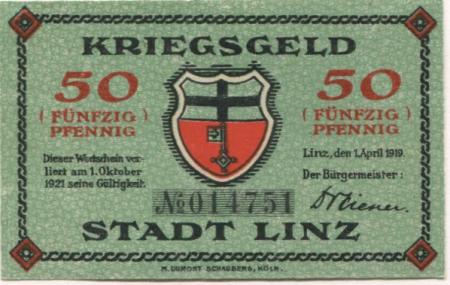 KRIEGSGELD
50 50
(FÜNFZIG) (FÜNFZIG)
PFENNIG PFENNIG
Dieser Wertschein ver-
liert am 1. Oktober
1921 seine Gültigkeit.
Linz, den 1. April 1919.
Der Bürgermeister:
№ 014751
STADT LINZ
M. DUMONT SCHAUBERG, KÖLN.